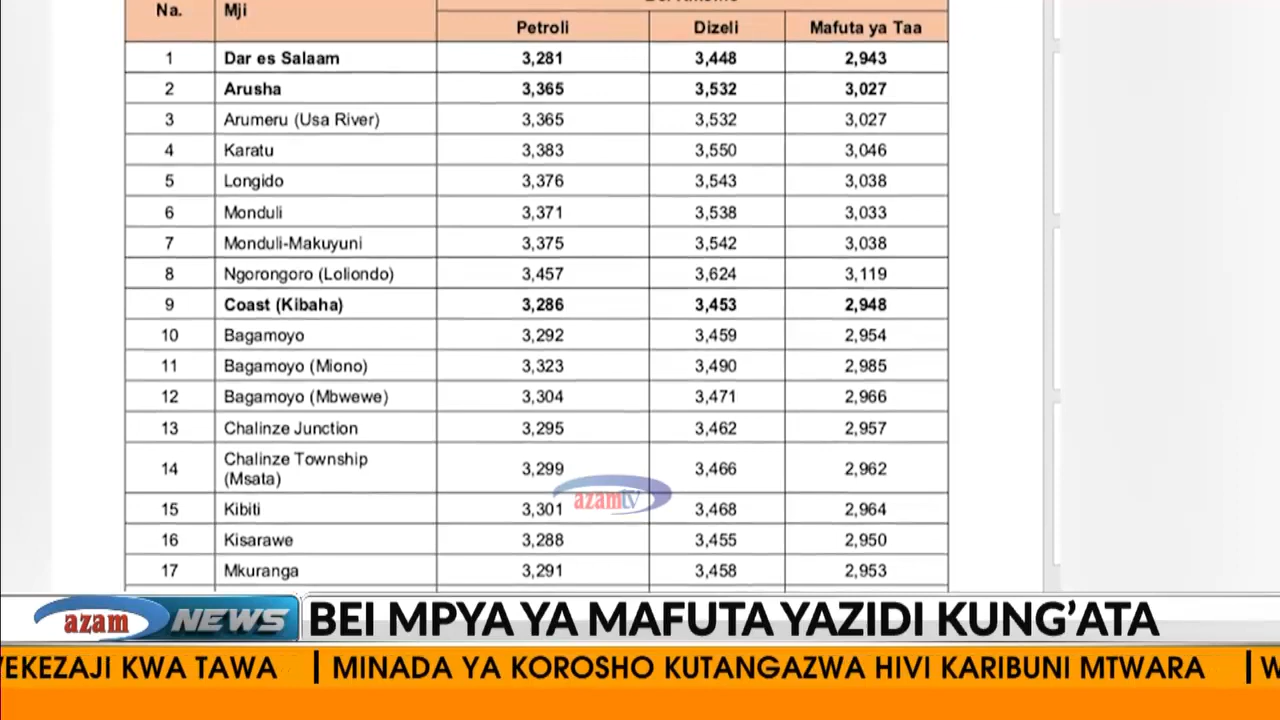 Na. Mji
Petroli Dizeli Mafuta ya Taa
1 Dar es Salaam 3,281 3,448 2,943
2 Arusha 3,365 3,532 3,027
3 Arumeru (Usa River) 3,365 3,532 3,027
4 Karatu 3,383 3,550 3,046
5 Longido 3,376 3,543 3,038
6 Monduli 3,371 3,538 3,033
7 Monduli-Makuyuni 3,375 3,542 3,038
8 Ngorongoro (Loliondo) 3,457 3,624 3,119
9 Coast (Kibaha) 3,286 3,453 2,948
10 Bagamoyo 3,292 3,459 2,954
11 Bagamoyo (Miono) 3,323 3,490 2,985
12 Bagamoyo (Mbwewe) 3,304 3,471 2,966
13 Chalinze Junction 3,295 3,462 2,957
14 Chalinze Township (Msata) 3,299 3,466 2,962
azamtv
15 Kibiti 3,301 3,468 2,964
16 Kisarawe 3,288 3,455 2,950
17 Mkuranga 3,291 3,458 2,953
azam NEWS BEI MPYA YA MAFUTA YAZIDI KUNG'ATA
KWA TAWA | MINADA YA KOROSHO KUTANGAZWA HIVI KARIBUNI MTWARA |